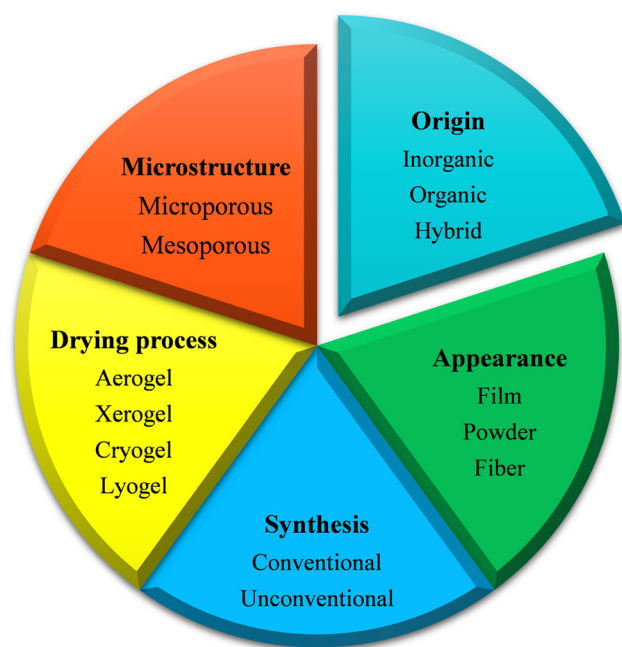 Origin
Inorganic
Organic
Hybrid
Appearance
Film
Powder
Fiber
Synthesis
Conventional
Unconventional
Drying process
Aerogel
Xerogel
Cryogel
Lyogel
Microstructure
Microporous
Mesoporous